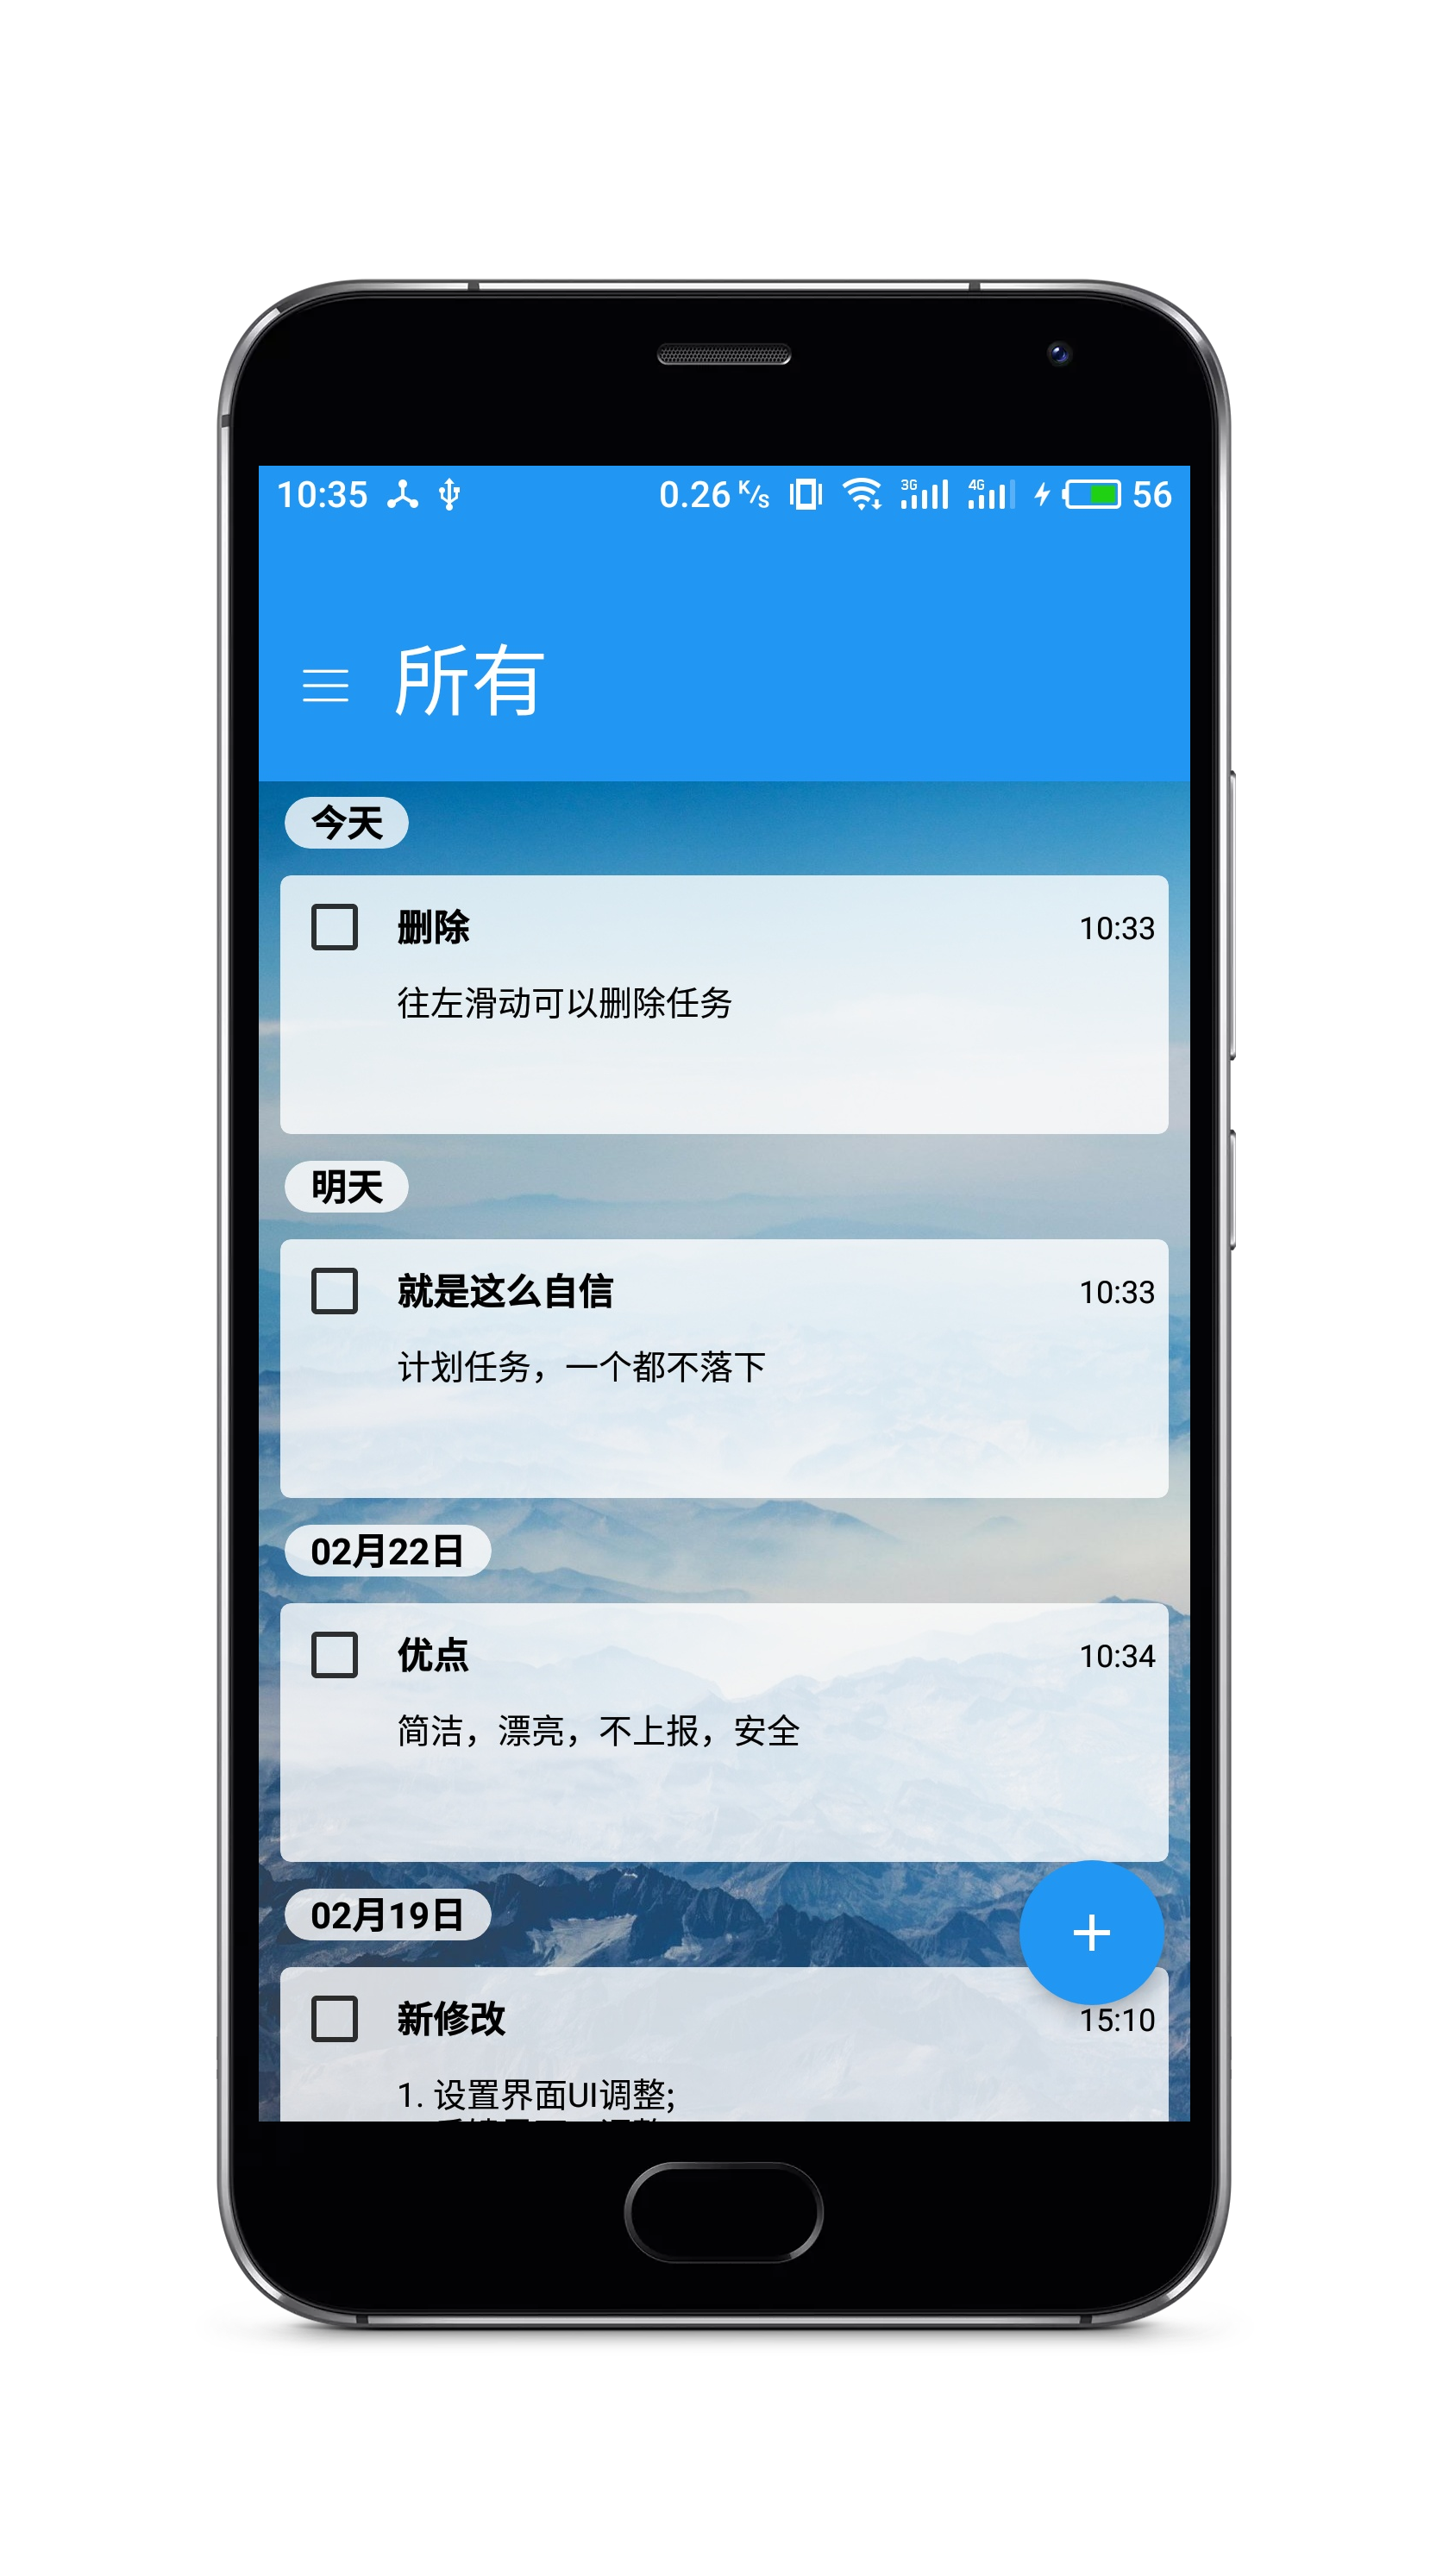 10:35 0.26 K/s 3G 4G 56
所有
今天
删除 10:33
往左滑动可以删除任务
明天
就是这么自信 10:33
计划任务，一个都不落下
02月22日
优点 10:34
简洁，漂亮，不上报，安全
02月19日
新修改 15:10
1. 设置界面UI调整;